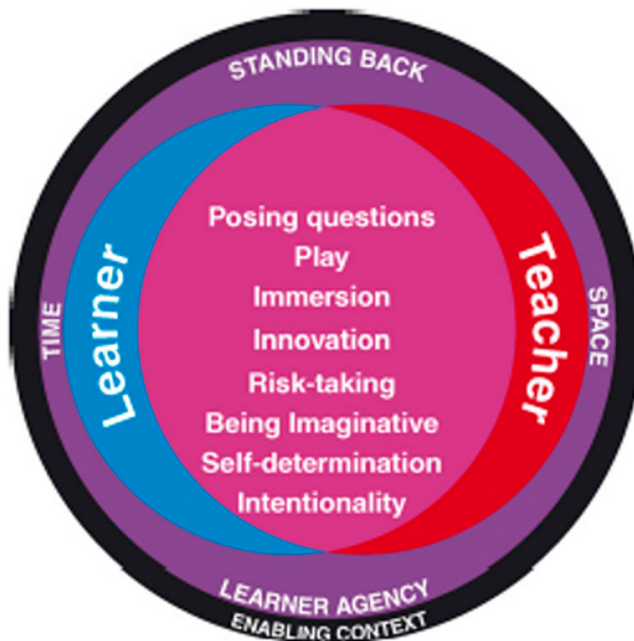 STANDING BACK
Learner
Teacher
TIME
SPACE
Posing questions
Play
Immersion
Innovation
Risk-taking
Being Imaginative
Self-determination
Intentionality
LEARNER AGENCY
ENABLING CONTEXT